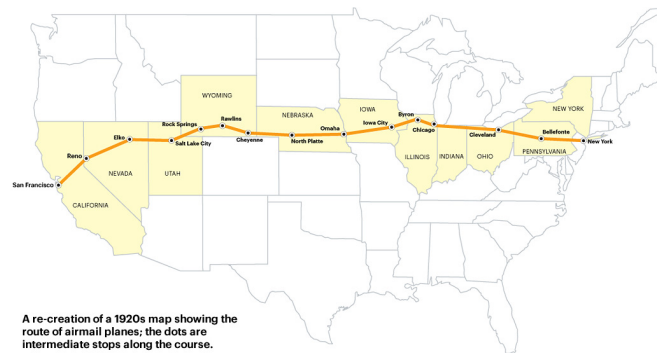 WYOMING
NEW YORK
Rock Springs
Rawlins
NEBRASKA
IOWA
Byron
Elko
Omaha
Iowa City
Chicago
Cleveland
Bellefonte
Salt Lake City
Cheyenne
North Platte
New York
Reno
PENNSYLVANIA
ILLINOIS
INDIANA
OHIO
NEVADA
UTAH
San Francisco
CALIFORNIA
A re-creation of a 1920s map showing the
route of airmail planes; the dots are
intermediate stops along the course.